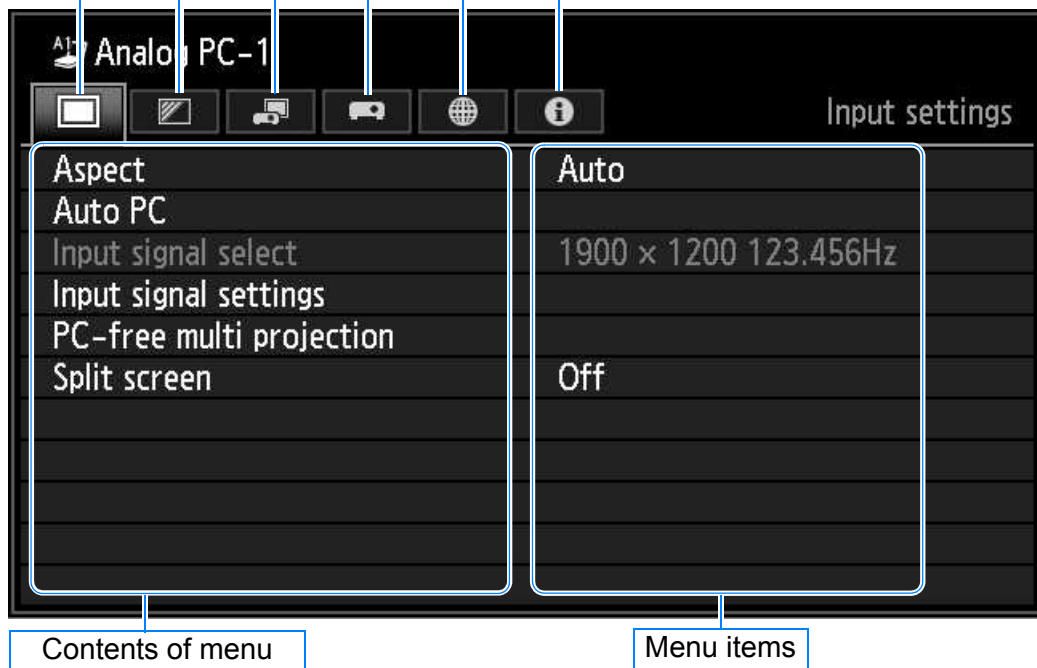 A1 Analog PC-1
Input settings
Aspect Auto
Auto PC
Input signal select 1900 × 1200 123.456Hz
Input signal settings
PC-free multi projection
Split screen Off
Contents of menu Menu items